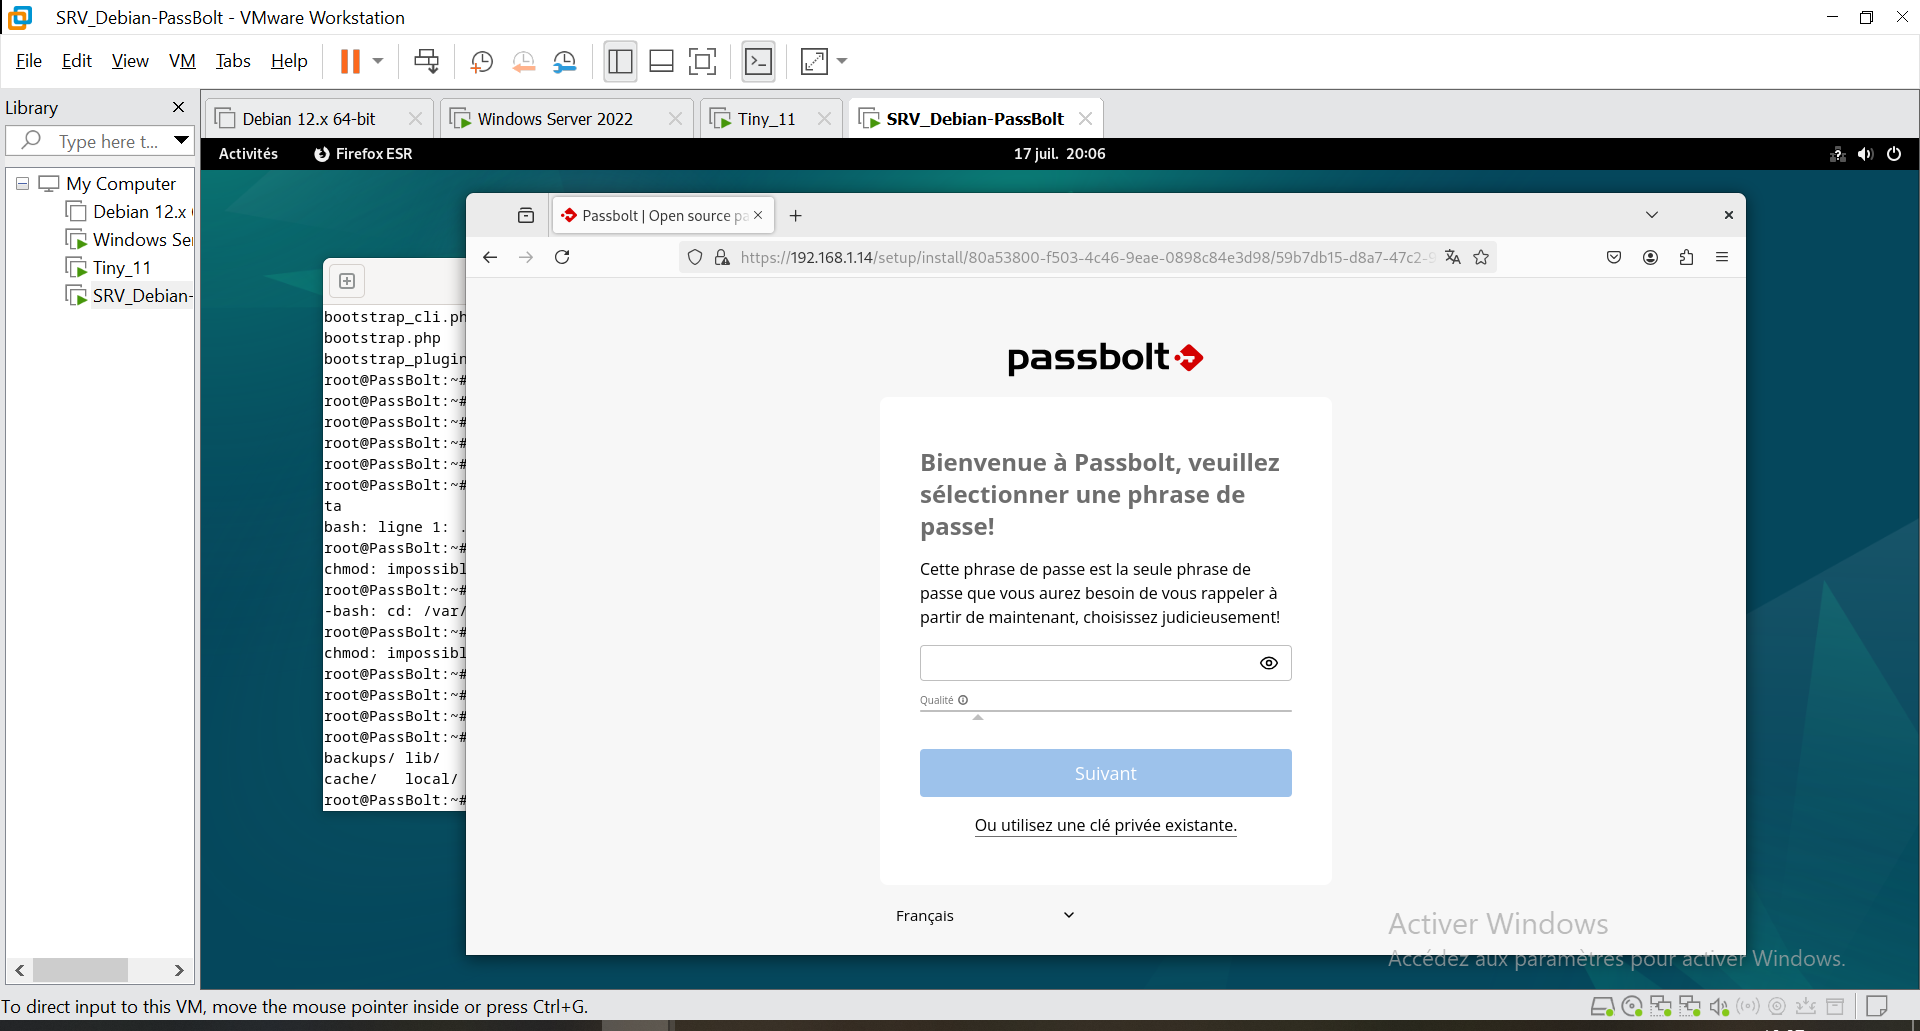 SRV_Debian-PassBolt - VMware Workstation
File Edit View VM Tabs Help
Library
Type here t...
My Computer
Debian 12.x
Windows Se
Tiny_11
SRV_Debian-
Debian 12.x 64-bit
Windows Server 2022
Tiny_11
SRV_Debian-PassBolt
Activités
Firefox ESR
17 juil. 20:06
bootstrap_cli.ph
bootstrap.php
bootstrap_plugin
root@PassBolt:~#
root@PassBolt:~#
root@PassBolt:~#
root@PassBolt:~#
root@PassBolt:~#
root@PassBolt:~#
ta
bash: ligne 1: .
root@PassBolt:~#
chmod: impossibl
root@PassBolt:~#
-bash: cd: /var/
root@PassBolt:~#
chmod: impossibl
root@PassBolt:~#
root@PassBolt:~#
root@PassBolt:~#
root@PassBolt:~#
backups/ lib/
cache/ local/
root@PassBolt:~#
Passbolt | Open source pa
https://192.168.1.14/setup/install/80a53800-f503-4c46-9eae-0898c84e3d98/59b7db15-d8a7-47c2-9
passbolt
Bienvenue à Passbolt, veuillez
sélectionner une phrase de
passe!
Cette phrase de passe est la seule phrase de
passe que vous aurez besoin de vous rappeler à
partir de maintenant, choisissez judicieusement!
Qualité
Suivant
Ou utilisez une clé privée existante.
Français
Activer Windows
Accédez aux paramètres pour activer Windows.
To direct input to this VM, move the mouse pointer inside or press Ctrl+G.